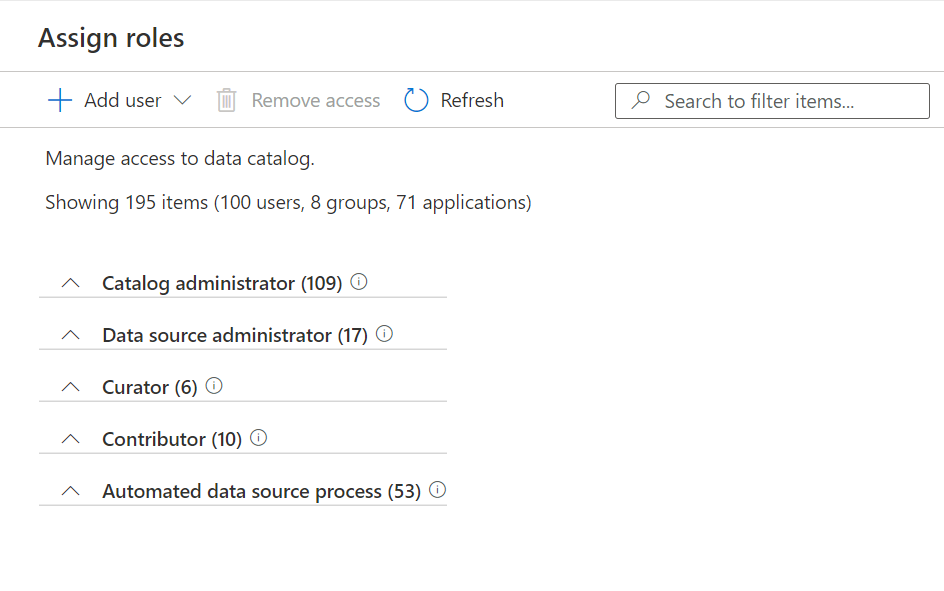 Assign roles
Add user
Remove access
Refresh
Search to filter items...
Manage access to data catalog.
Showing 195 items (100 users, 8 groups, 71 applications)
Catalog administrator (109)
Data source administrator (17)
Curator (6)
Contributor (10)
Automated data source process (53)